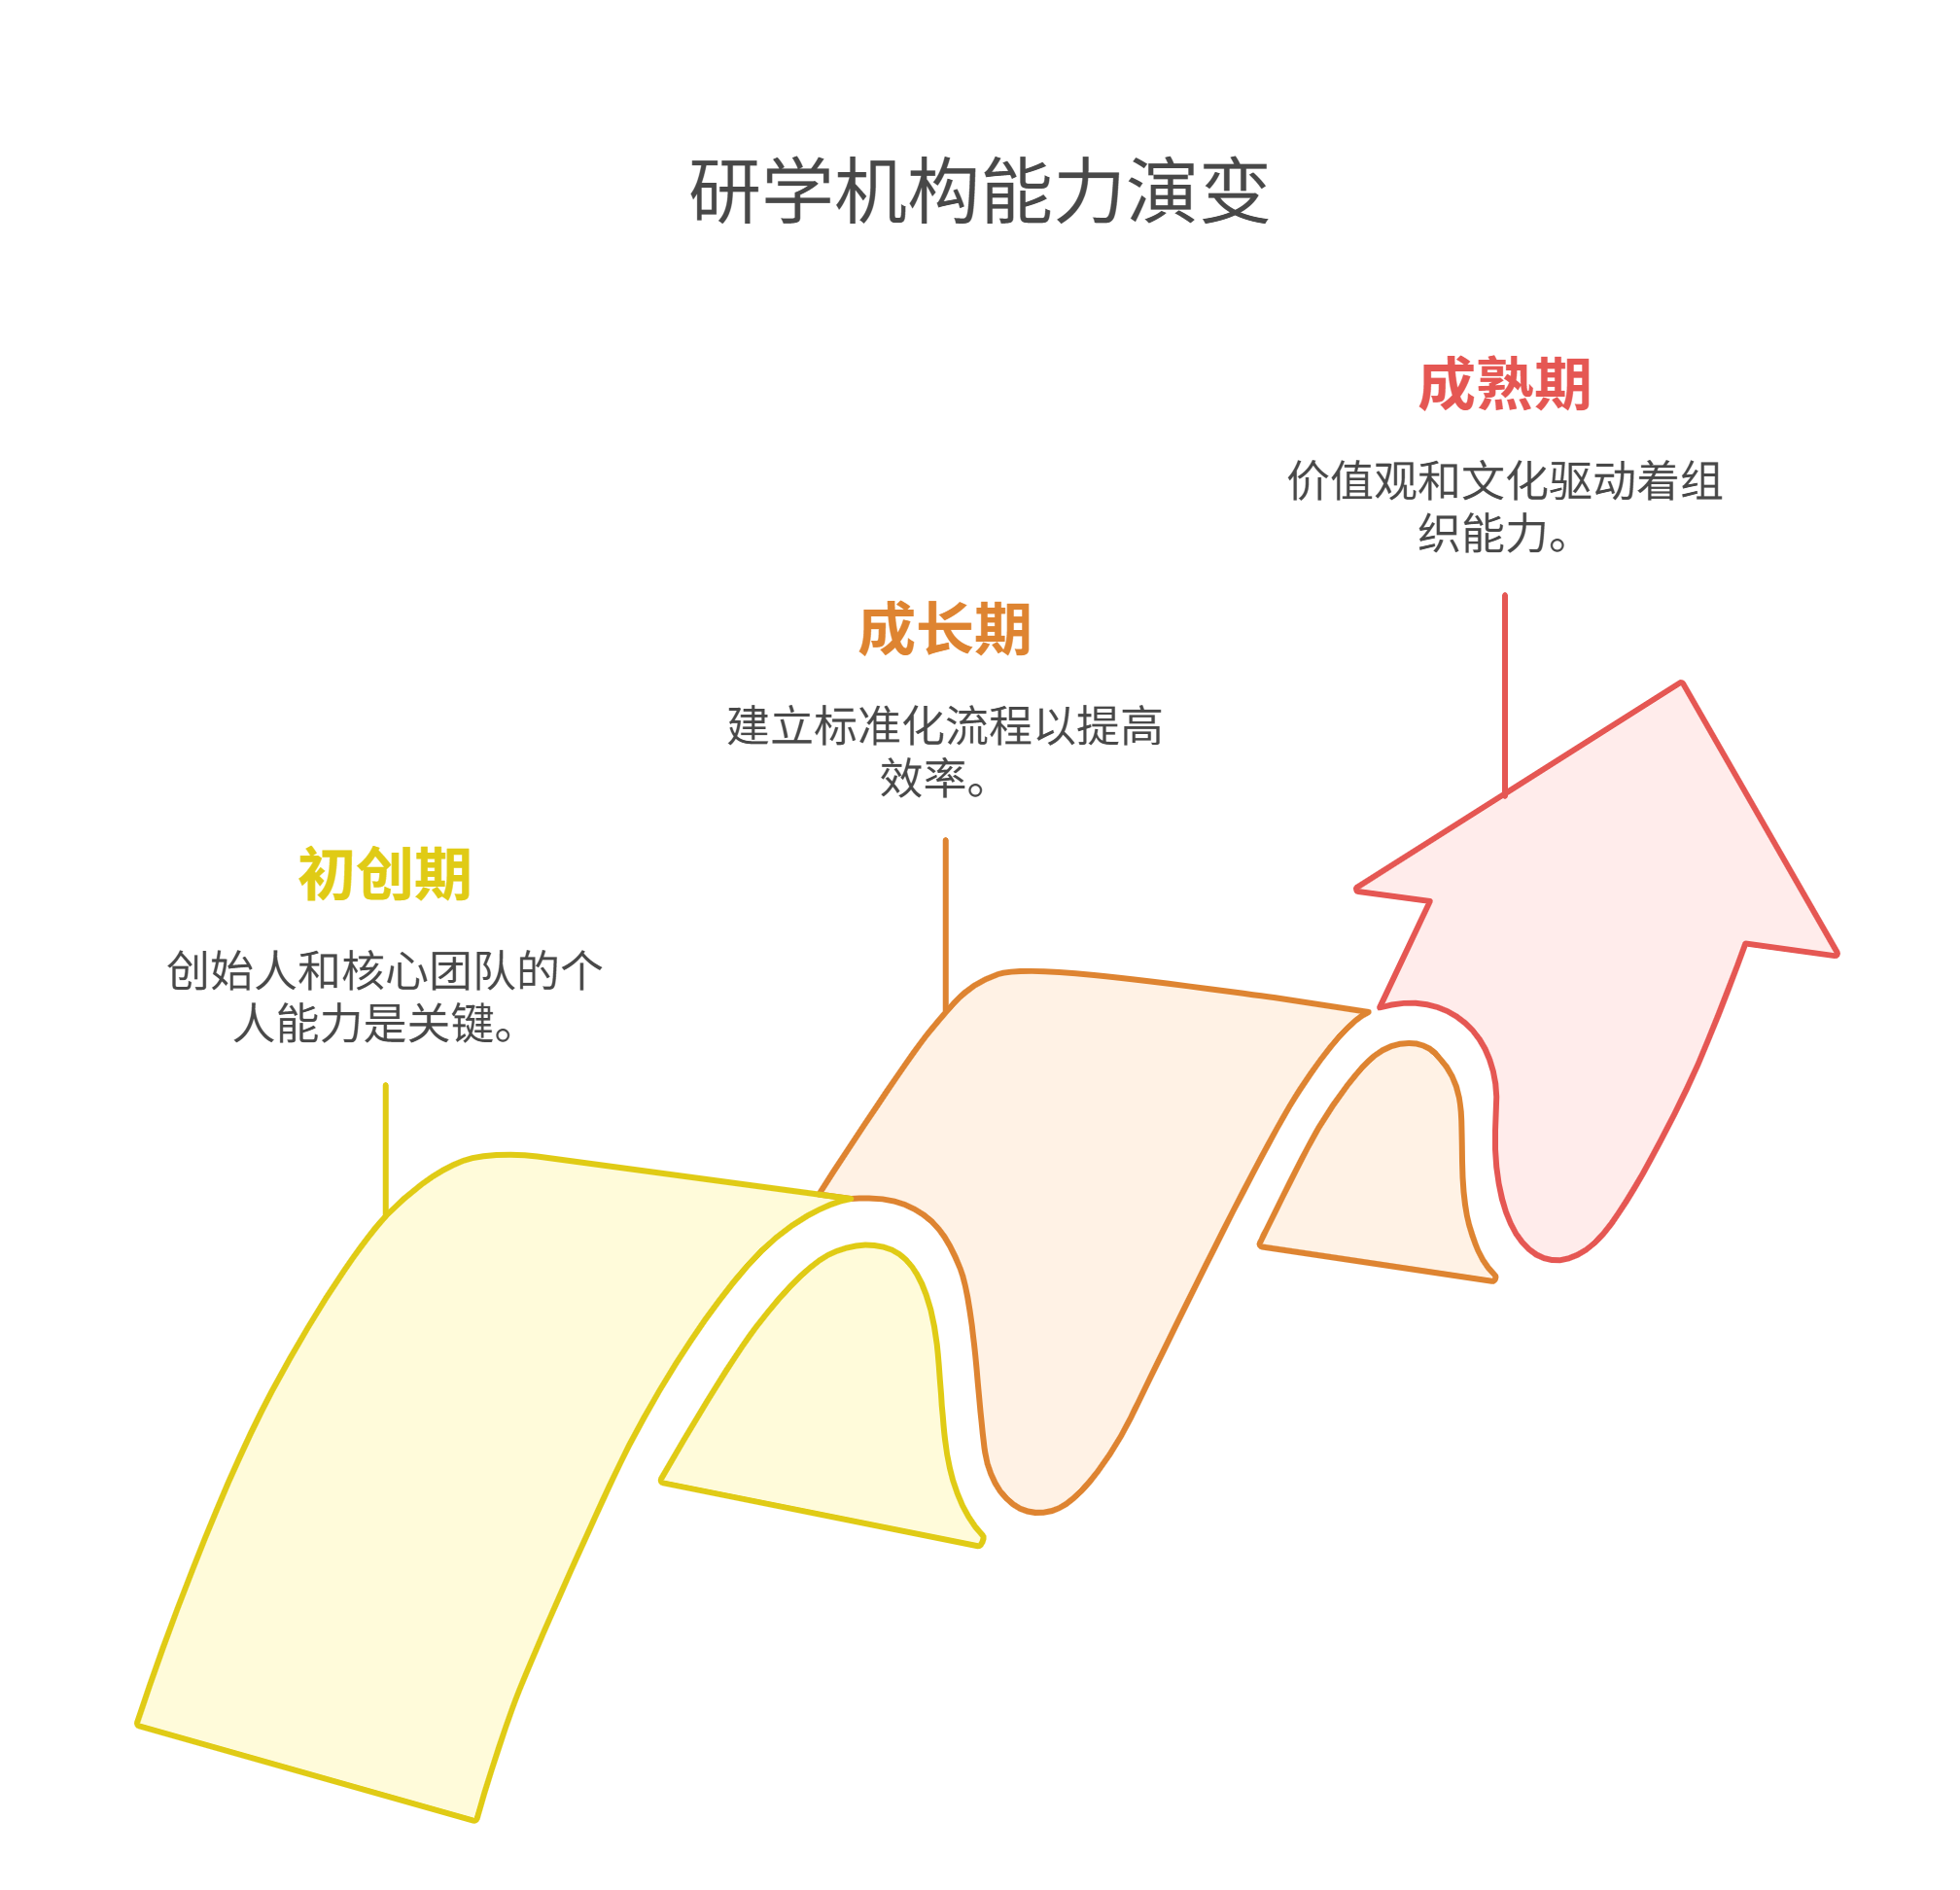 研学机构能力演变
成熟期
价值观和文化驱动着组
织能力。
成长期
建立标准化流程以提高
效率。
初创期
创始人和核心团队的个
人能力是关键。